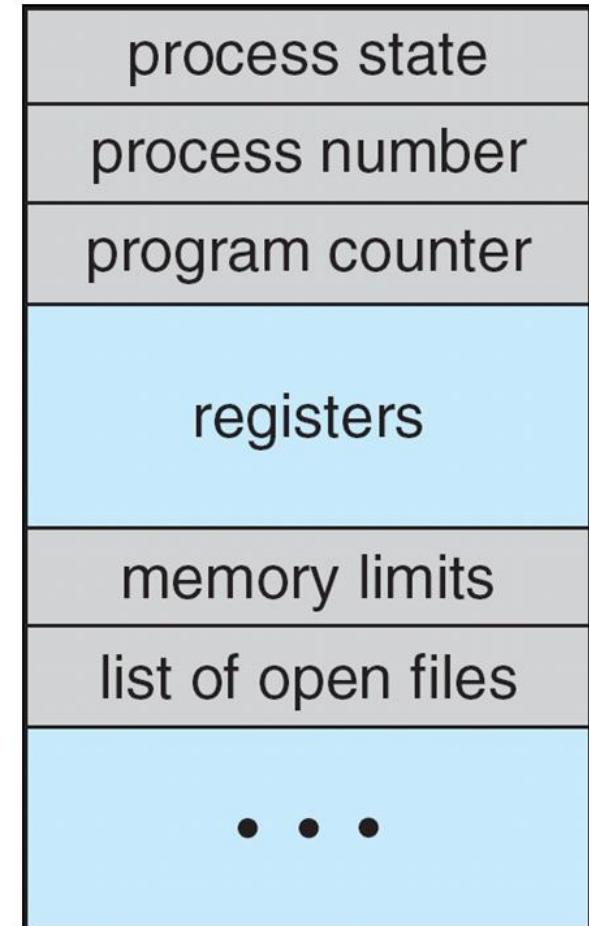 process state
process number
program counter
registers
memory limits
list of open files
• • •